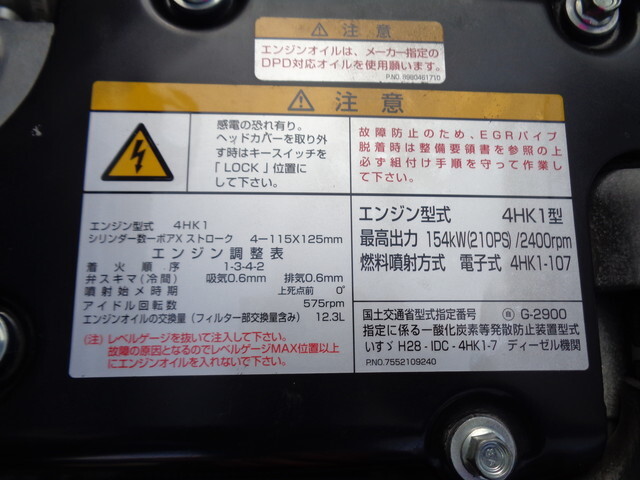 ⚠ 注意
エンジンオイルは、メーカー指定の
DPD対応オイルを使用願います。
P.NO. 8980461710
⚠ 注意
感電の恐れ有り。
ヘッドカバーを取り外
す時はキースイッチを
「LOCK」位置に
して下さい。
故障防止のため、EGRパイプ
脱着時は整備要領書を参照の上
必ず組付け手順を守って作業し
て下さい。
エンジン型式 4HK1
シリンダー数ーボアX ストローク 4ー115X125mm
エンジン調整表
着火順序 1-3-4-2
弁スキマ(冷間) 吸気0.6mm 排気0.6mm
噴射始メ時期 上死点前 0°
アイドル回転数 575rpm
エンジンオイルの交換量(フィルター部交換量含み) 12.3L
(注) レベルゲージを抜いて注入して下さい。
故障の原因となるのでレベルゲージMAX位置以上
にエンジンオイルを入れないで下さい。
エンジン型式 4HK1型
最高出力 154kW(210PS)/2400rpm
燃料噴射方式 電子式 4HK1-107
国土交通省型式指定番号 G-2900
指定に係る一酸化炭素等発散防止装置型式
いすゞ H28-IDC-4HK1-7 ディーゼル機関
P.NO.7552109240